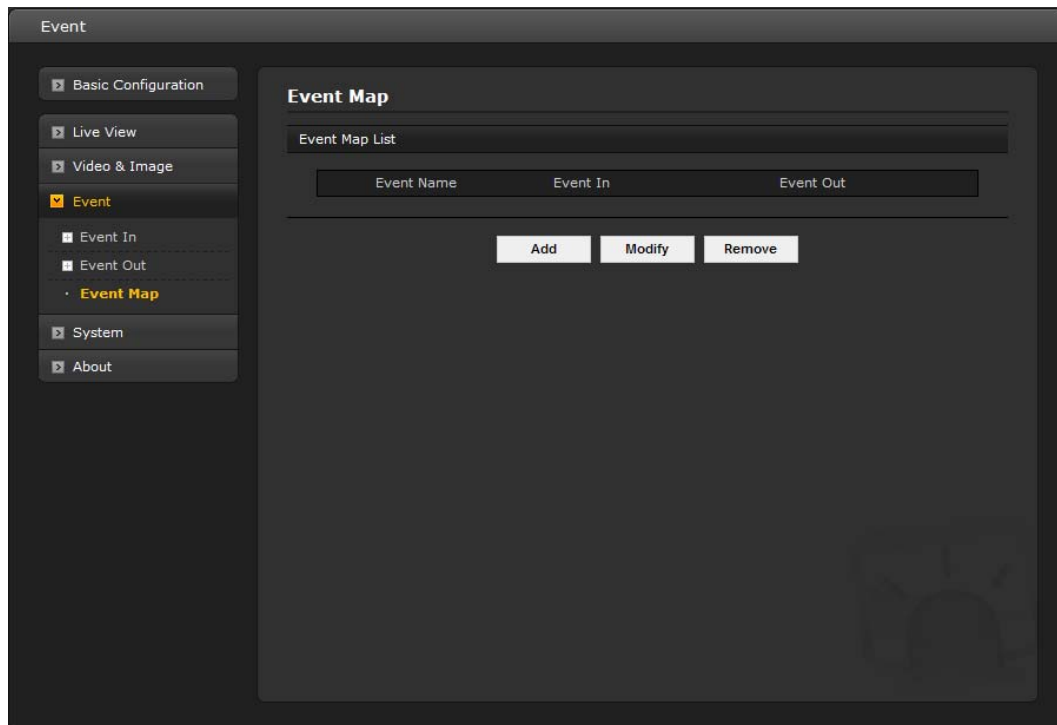 Event
Basic Configuration
Live View
Video & Image
Event
Event In
Event Out
Event Map
System
About
Event Map
Event Map List
Event Name Event In Event Out
Add Modify Remove